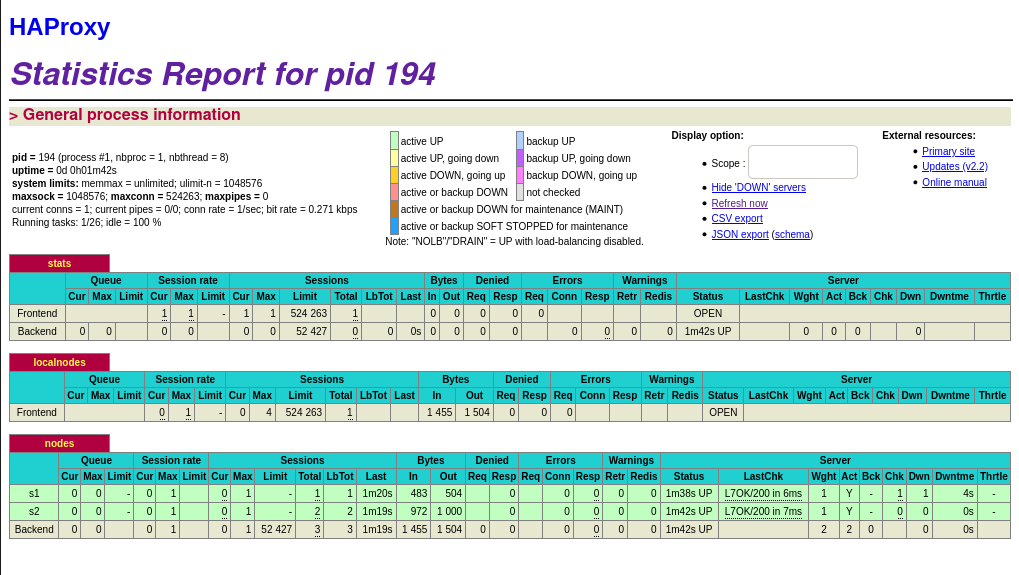 HAProxy
Statistics Report for pid 194
> General process information
pid = 194 (process #1, nbproc = 1, nbthread = 8)
uptime = 0d 0h01m42s
system limits: memmax = unlimited; ulimit-n = 1048576
maxsock = 1048576; maxconn = 524263; maxpipes = 0
current conns = 1; current pipes = 0/0; conn rate = 1/sec; bit rate = 0.271 kbps
Running tasks: 1/26; idle = 100 %
active UP backup UP
active UP, going down backup UP, going down
active DOWN, going up backup DOWN, going up
active or backup DOWN not checked
active or backup DOWN for maintenance (MAINT)
active or backup SOFT STOPPED for maintenance
Note: "NOLB"/"DRAIN" = UP with load-balancing disabled.
Display option:
Scope :
Hide 'DOWN' servers
Refresh now
CSV export
JSON export (schema)
External resources:
Primary site
Updates (v2.2)
Online manual
stats
Queue Session rate Sessions Bytes Denied Errors Warnings Server
Cur Max Limit Cur Max Limit Cur Max Limit Total LbTot Last In Out Req Resp Req Conn Resp Retr Redis Status LastChk Wght Act Bck Chk Dwn Dwntme Thrtle
Frontend 1 1 - 1 1 524 263 1 0 0 0 0 0 OPEN
Backend 0 0 0 0 0 0 52 427 0 0 0s 0 0 0 0 0 0 0 0 1m42s UP 0 0 0 0
localnodes
Queue Session rate Sessions Bytes Denied Errors Warnings Server
Cur Max Limit Cur Max Limit Cur Max Limit Total LbTot Last In Out Req Resp Req Conn Resp Retr Redis Status LastChk Wght Act Bck Chk Dwn Dwntme Thrtle
Frontend 0 1 - 0 4 524 263 1 1 455 1 504 0 0 0 OPEN
nodes
Queue Session rate Sessions Bytes Denied Errors Warnings Server
Cur Max Limit Cur Max Limit Cur Max Limit Total LbTot Last In Out Req Resp Req Conn Resp Retr Redis Status LastChk Wght Act Bck Chk Dwn Dwntme Thrtle
s1 0 0 - 0 1 0 1 - 1 1 1m20s 483 504 0 0 0 0 0 1m38s UP L7OK/200 in 6ms 1 Y - 1 1 4s -
s2 0 0 - 0 1 0 1 - 2 2 1m19s 972 1 000 0 0 0 0 0 1m42s UP L7OK/200 in 7ms 1 Y - 0 0 0s -
Backend 0 0 0 1 0 1 52 427 3 3 1m19s 1 455 1 504 0 0 0 0 0 0 1m42s UP 2 2 0 0 0s